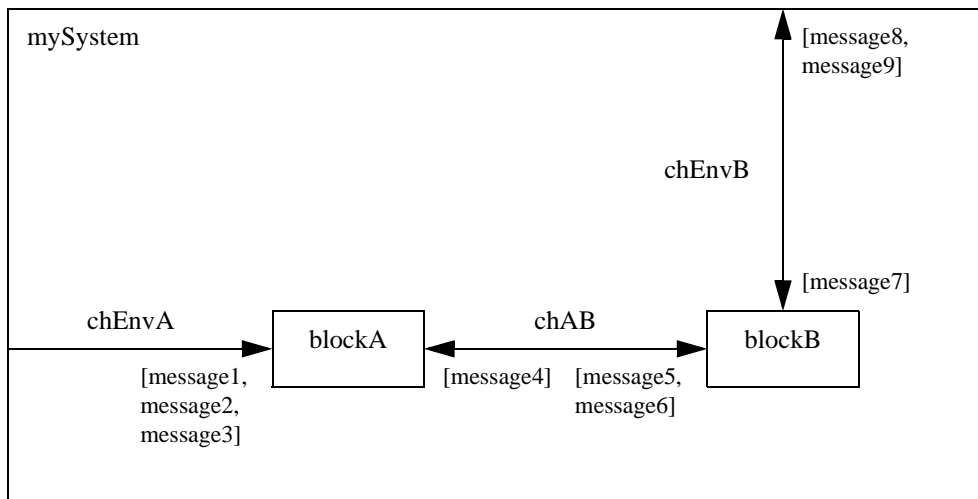 mySystem
[message8,
message9]
chEnvB
[message7]
chEnvA
blockA
chAB
blockB
[message1,
message2,
message3]
[message4]
[message5,
message6]